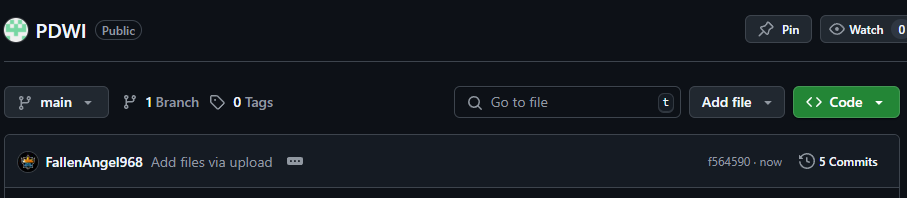 PDWI Public Pin Watch 0
main 1 Branch 0 Tags Go to file t Add file Code
FallenAngel968 Add files via upload f564590 · now 5 Commits